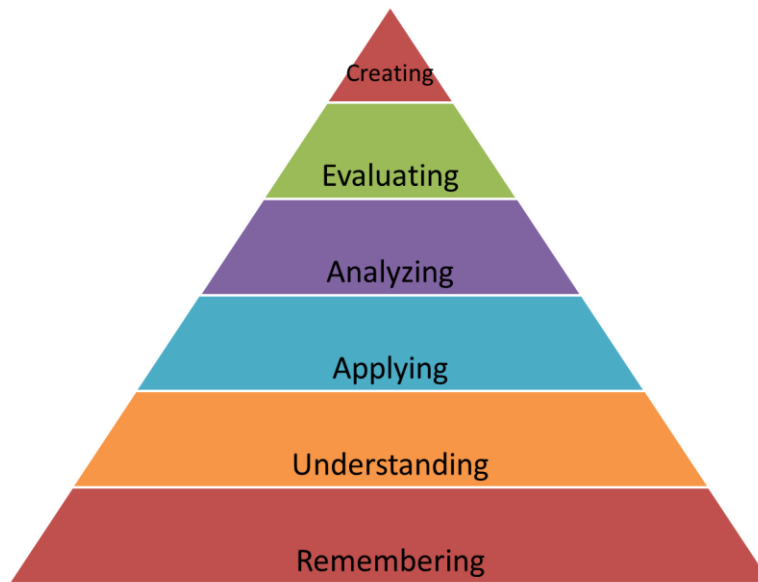 Creating
Evaluating
Analyzing
Applying
Understanding
Remembering